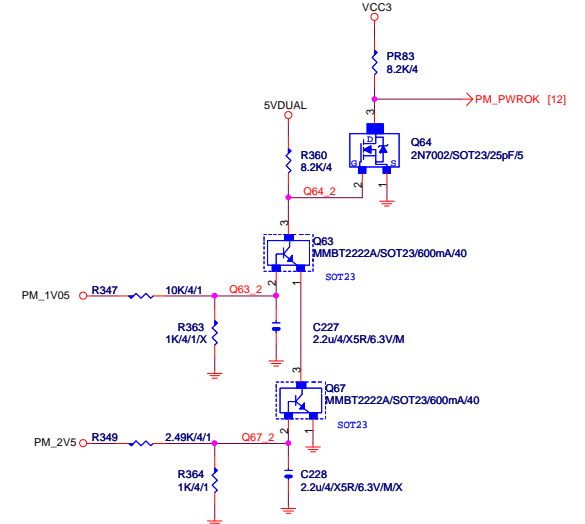 VCC3
PR83
8.2K/4
PM_PWROK [12]
3
D
G
S
Q64
2N7002/SOT23/25pF/5
2
1
5VDUAL
R360
8.2K/4
Q64_2
3
Q63
MMBT2222A/SOT23/600mA/40
SOT23
2
1
PM_1V05
R347
10K/4/1
Q63_2
R363
1K/4/1/X
C227
2.2u/4/X5R/6.3V/M
3
Q67
MMBT2222A/SOT23/600mA/40
SOT23
2
1
PM_2V5
R349
2.49K/4/1
Q67_2
R364
1K/4/1
C228
2.2u/4/X5R/6.3V/M/X